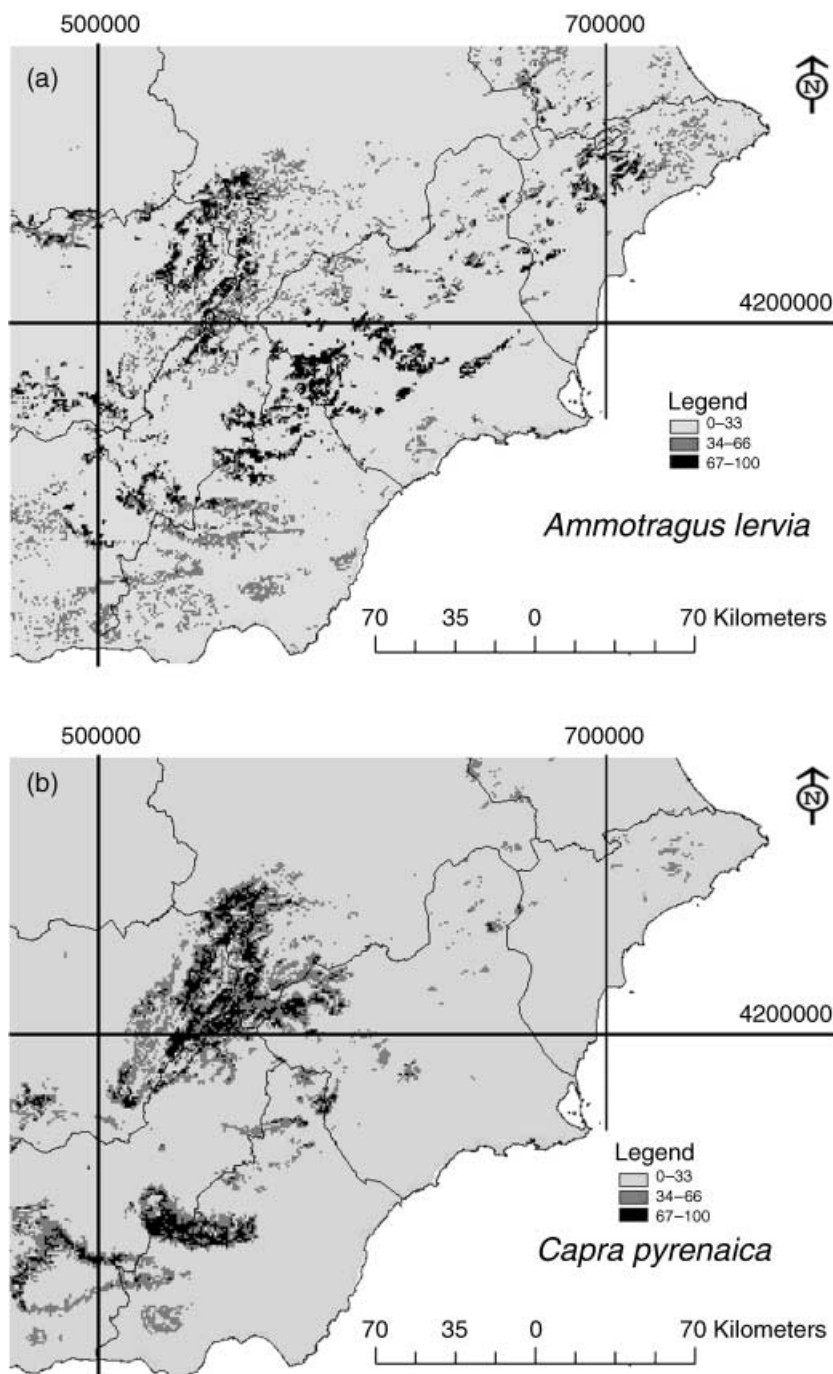 500000 700000
(a)
N
4200000
Legend
0–33
34–66
67–100
Ammotragus lervia
70 35 0 70 Kilometers
500000 700000
(b)
N
4200000
Legend
0–33
34–66
67–100
Capra pyrenaica
70 35 0 70 Kilometers